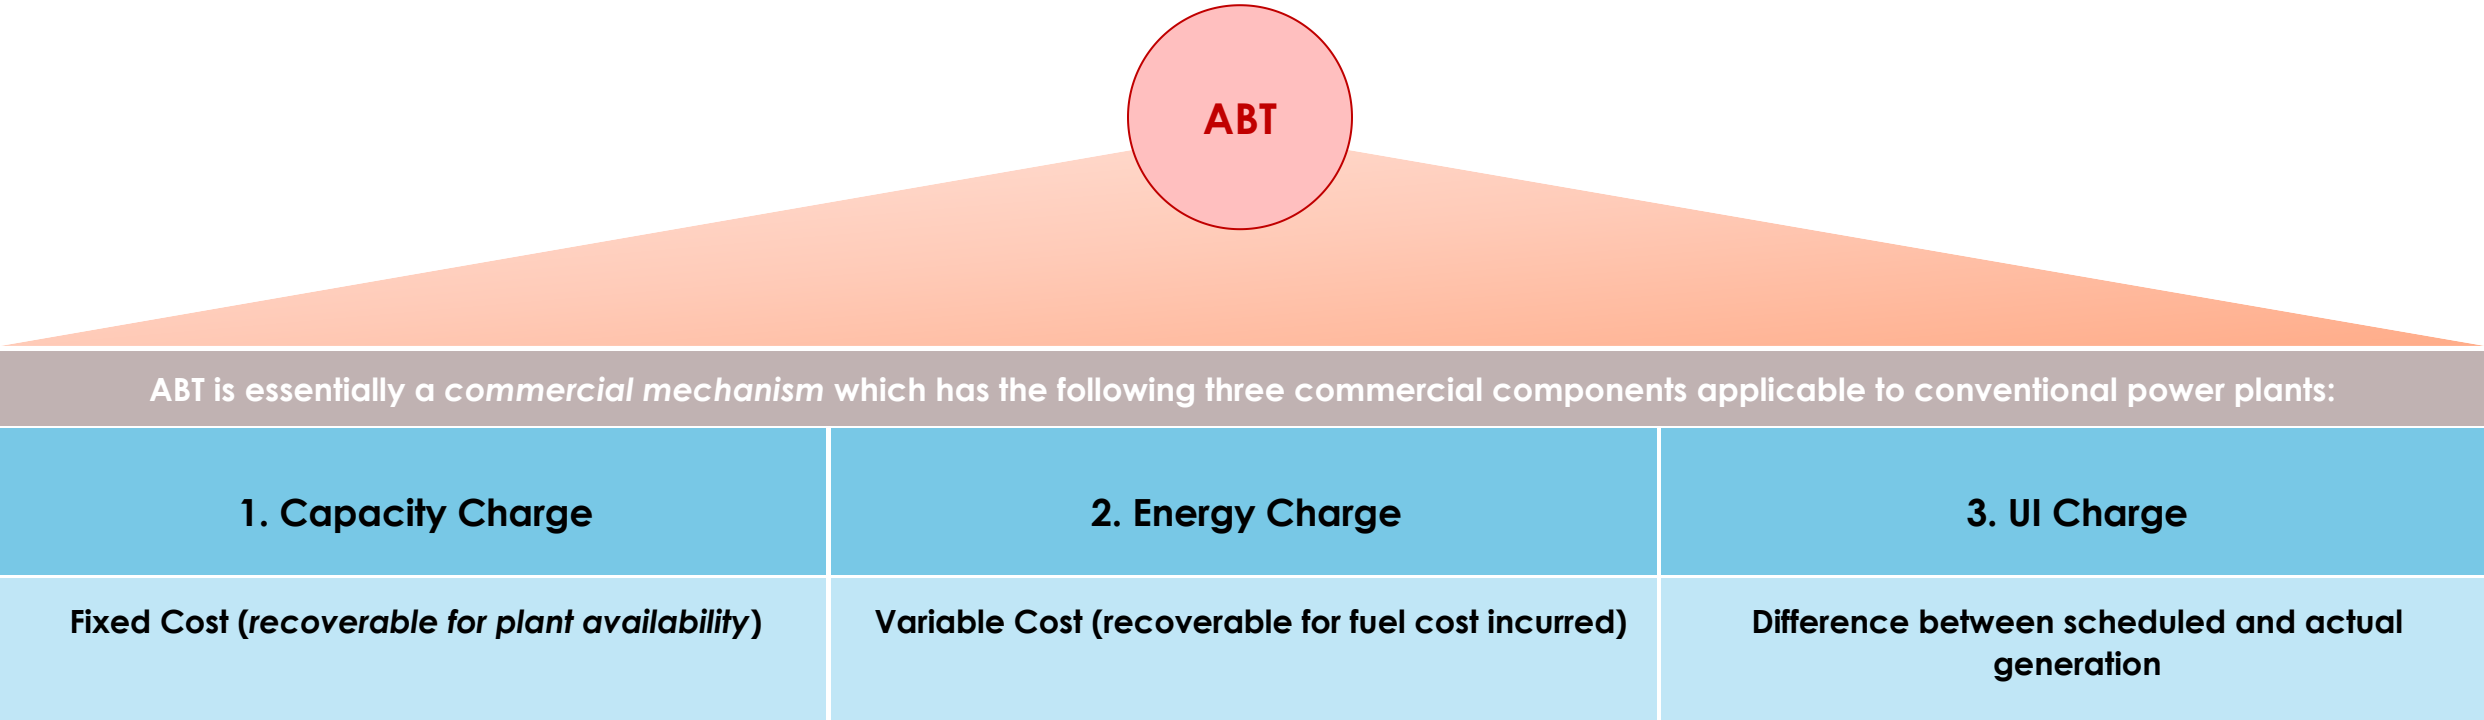 ABT
ABT is essentially a commercial mechanism which has the following three commercial components applicable to conventional power plants:
1. Capacity Charge
2. Energy Charge
3. UI Charge
Fixed Cost (recoverable for plant availability)
Variable Cost (recoverable for fuel cost incurred)
Difference between scheduled and actual
generation